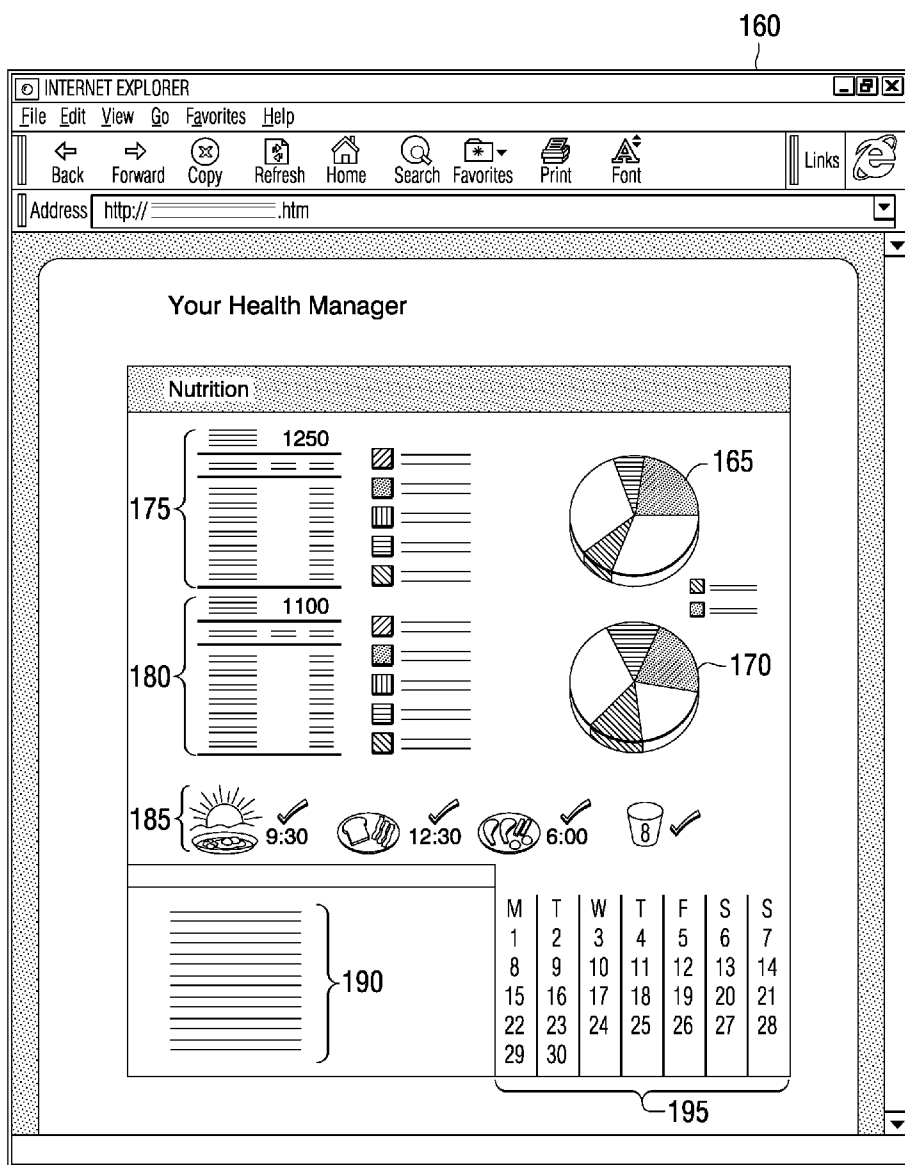 160
INTERNET EXPLORER
File Edit View Go Favorites Help
Back Forward Copy Refresh Home Search Favorites Print Font Links
Address http:// .htm
Your Health Manager
Nutrition
1250
175
165
1100
180
170
185
9:30 12:30 6:00 8
190
M T W T F S S
1 2 3 4 5 6 7
8 9 10 11 12 13 14
15 16 17 18 19 20 21
22 23 24 25 26 27 28
29 30
195